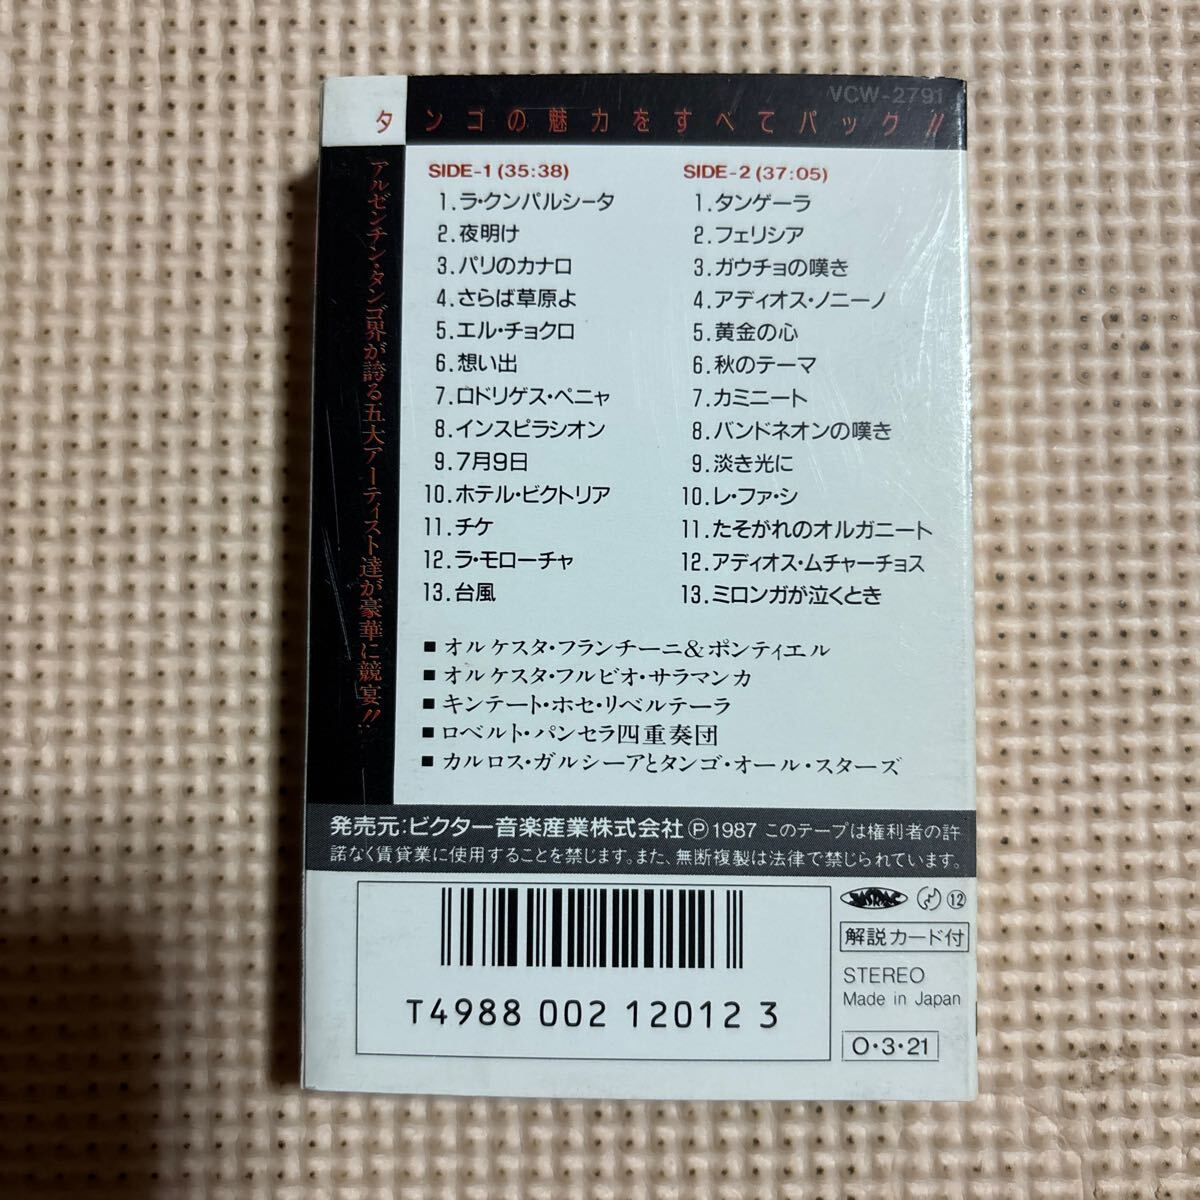 VCW-2791
タンゴの魅力をすべてパック!!
アルゼンチン・タンゴ界が誇る五大アーティスト達が豪華に競宴!!
SIDE-1 (35:38)
1.ラ・クンパルシータ
2.夜明け
3.パリのカナロ
4.さらば草原よ
5.エル・チョクロ
6.想い出
7.ロドリゲス・ペニャ
8.インスピラシオン
9.7月9日
10.ホテル・ビクトリア
11.チケ
12.ラ・モローチャ
13.台風
SIDE-2 (37:05)
1.タンゲーラ
2.フェリシア
3.ガウチョの嘆き
4.アディオス・ノニーノ
5.黄金の心
6.秋のテーマ
7.カミニート
8.バンドネオンの嘆き
9.淡き光に
10.レ・ファ・シ
11.たそがれのオルガニート
12.アディオス・ムチャーチョス
13.ミロンガが泣くとき
■オルケスタ・フランチーニ&ポンティエル
■オルケスタ・フルビオ・サラマンカ
■キンテート・ホセ・リベルテーラ
■ロベルト・パンセラ四重奏団
■カルロス・ガルシーアとタンゴ・オール・スターズ
発売元:ビクター音楽産業株式会社Ⓟ1987 このテープは権利者の許
諾なく賃貸業に使用することを禁じます。また、無断複製は法律で禁じられています。
JASRAC ⑫
解説カード付
STEREO
Made in Japan
O・3・21
T4988 002 12012 3